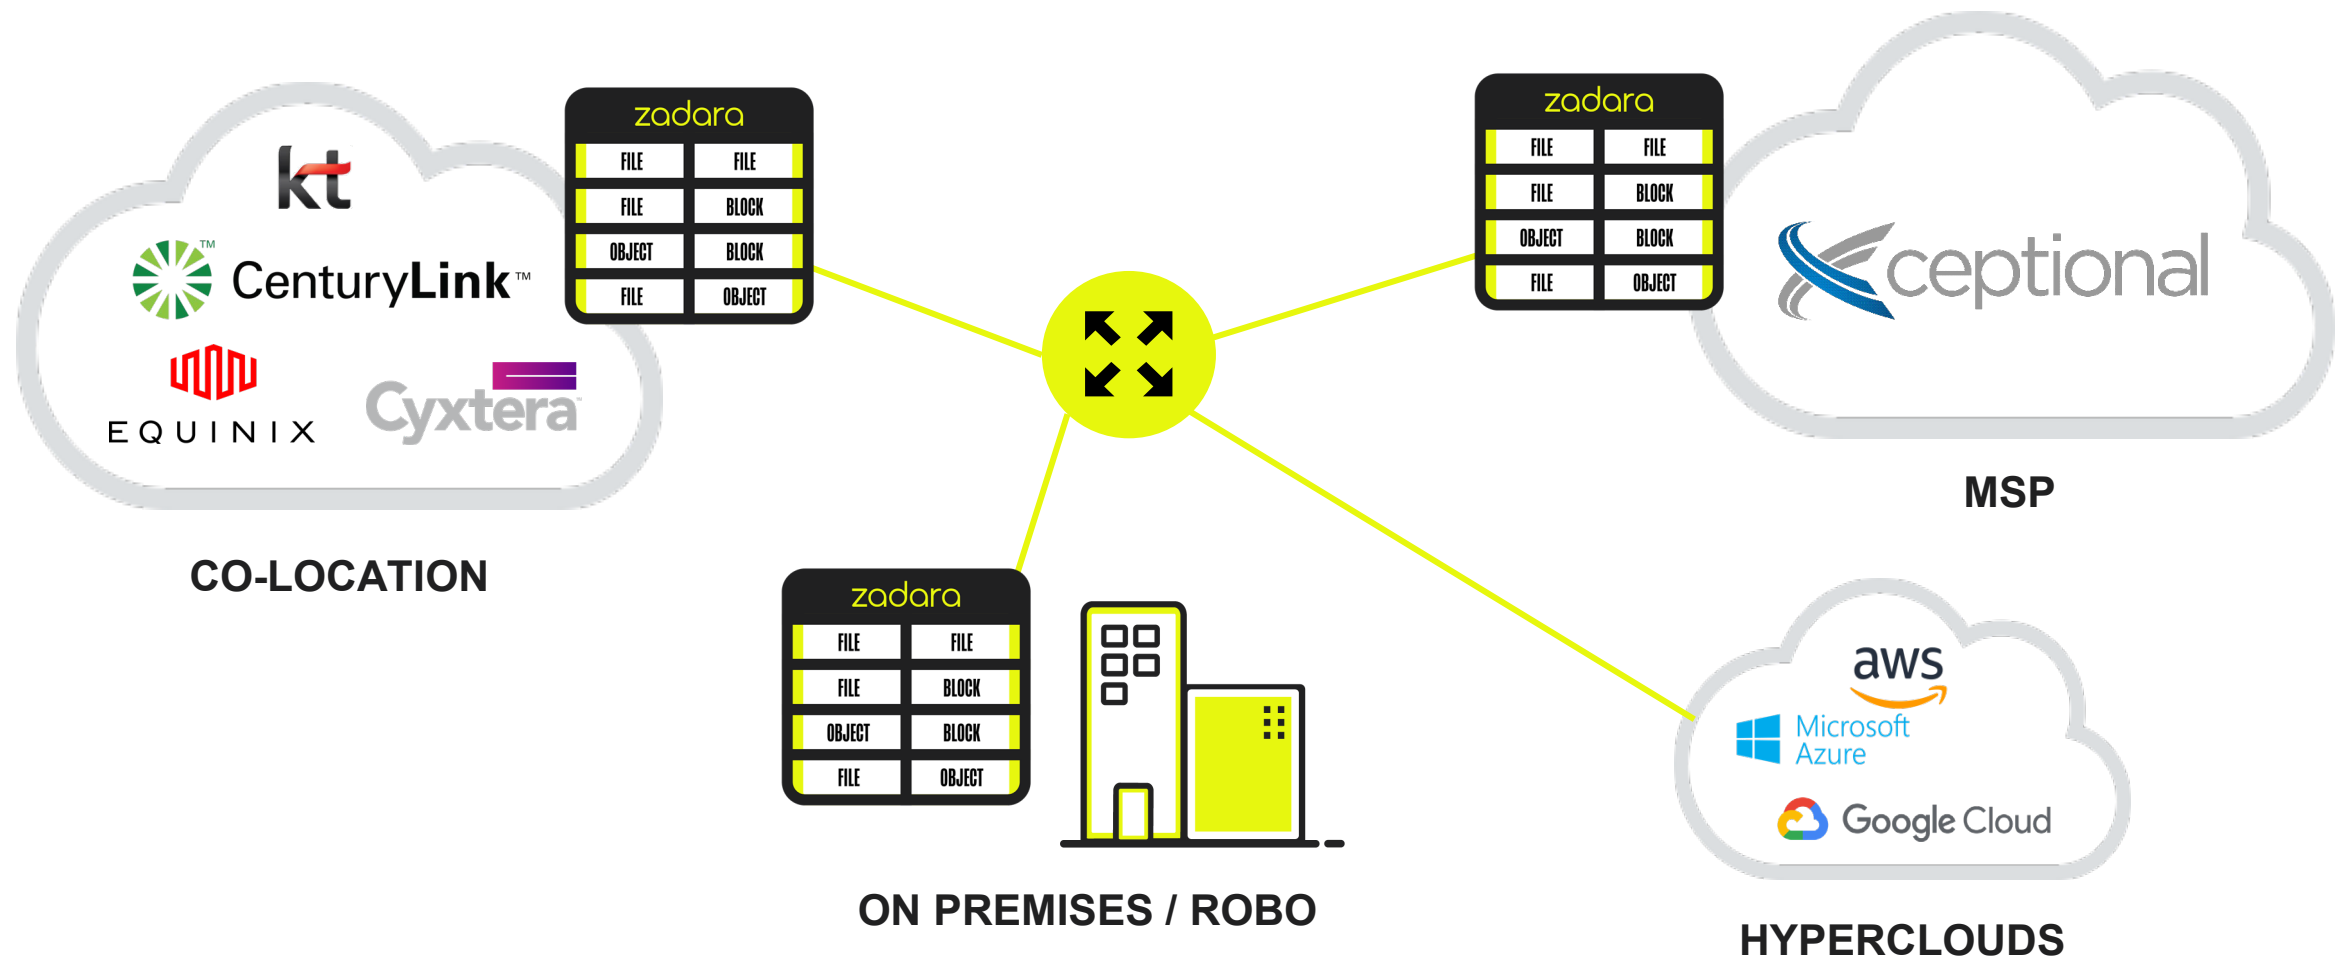 kt
CenturyLink™
EQUINIX
Cyxtera™
CO-LOCATION
zadara
FILE FILE
FILE BLOCK
OBJECT BLOCK
FILE OBJECT
zadara
FILE FILE
FILE BLOCK
OBJECT BLOCK
FILE OBJECT
Xceptional
MSP
zadara
FILE FILE
FILE BLOCK
OBJECT BLOCK
FILE OBJECT
ON PREMISES / ROBO
aws
Microsoft
Azure
Google Cloud
HYPERCLOUDS